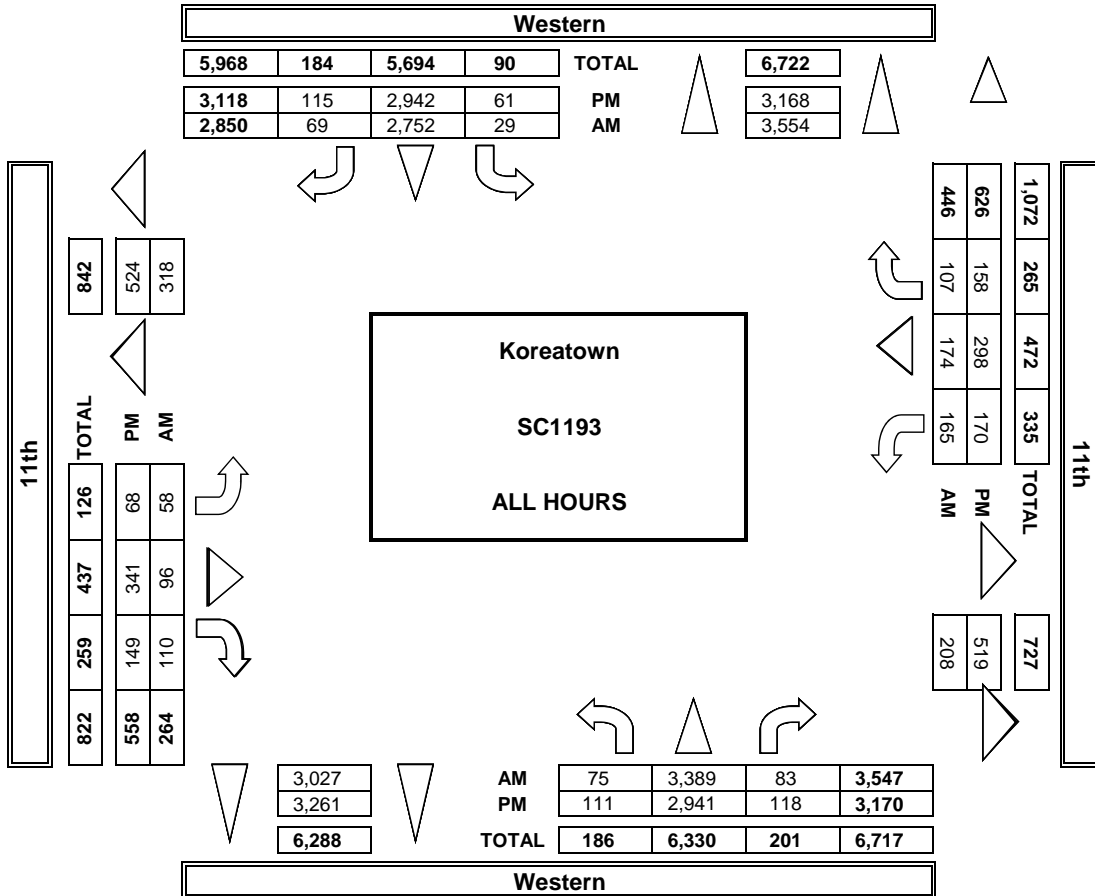 Western
5,968 184 5,694 90 TOTAL 6,722
3,118 115 2,942 61 PM 3,168
2,850 69 2,752 29 AM 3,554
11th
842
524
318
TOTAL 126 437 259 822
PM 68 341 149 558
AM 58 96 110 264
Koreatown
SC1193
ALL HOURS
1,072 265 472 335 TOTAL
626 158 298 170 PM
446 107 174 165 AM
727
519
208
11th
3,027 AM 75 3,389 83 3,547
3,261 PM 111 2,941 118 3,170
6,288 TOTAL 186 6,330 201 6,717
Western